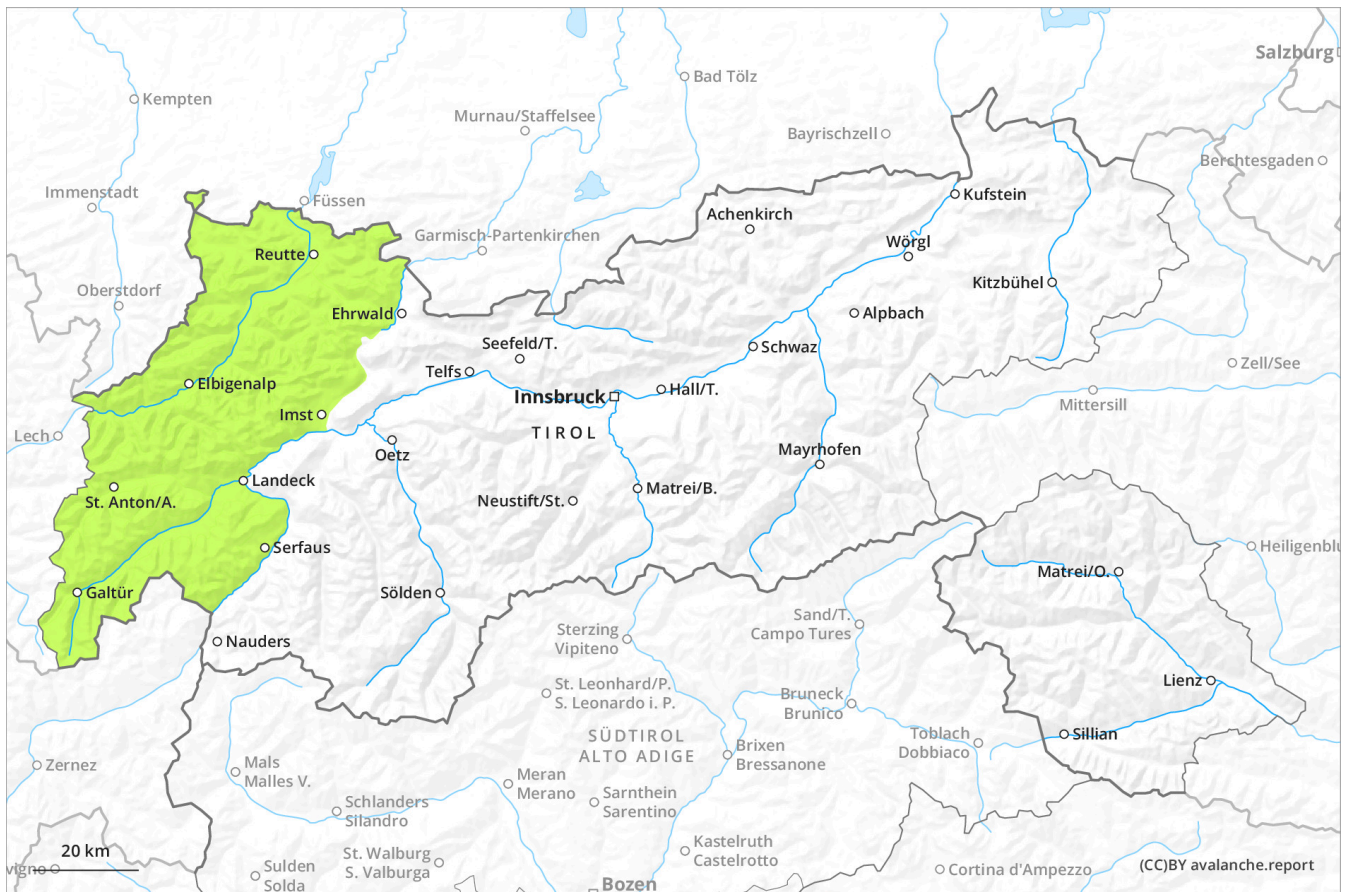 Salzburg
Bad Tölz
Kempten
Murnau/Staffelsee
Bayrischzell
Berchtesgaden
Immenstadt
Füssen
Kufstein
Achenkirch
Garmisch-Partenkirchen
Wörgl
Reutte
Oberstdorf
Kitzbühel
Ehrwald
Alpbach
Seefeld/T.
Schwaz
Zell/See
Telfs
Elbigenalp
Hall/T.
Innsbruck
Mittersill
Imst
TIROL
Lech
Oetz
Mayrhofen
Landeck
Matrei/B.
St. Anton/A.
Neustift/St.
Serfaus
Heiligenblu
Matrei/O.
Galtür
Sölden
Sand/T.
Campo Tures
Sterzing
Vipiteno
Nauders
Lienz
St. Leonhard/P.
S. Leonardo i. P.
Bruneck
Brunico
Sillian
Toblach
Dobbiaco
SÜDTIROL
ALTO ADIGE
Brixen
Bressanone
Zernez
Mals
Malles V.
Meran
Merano
Sarnthein
Sarentino
Schlanders
Silandro
Kastelruth
Castelrotto
20 km
St. Walburg
S. Valburga
vigno
Sulden
Solda
Cortina d'Ampezzo
(CC)BY avalanche.report
Bozen